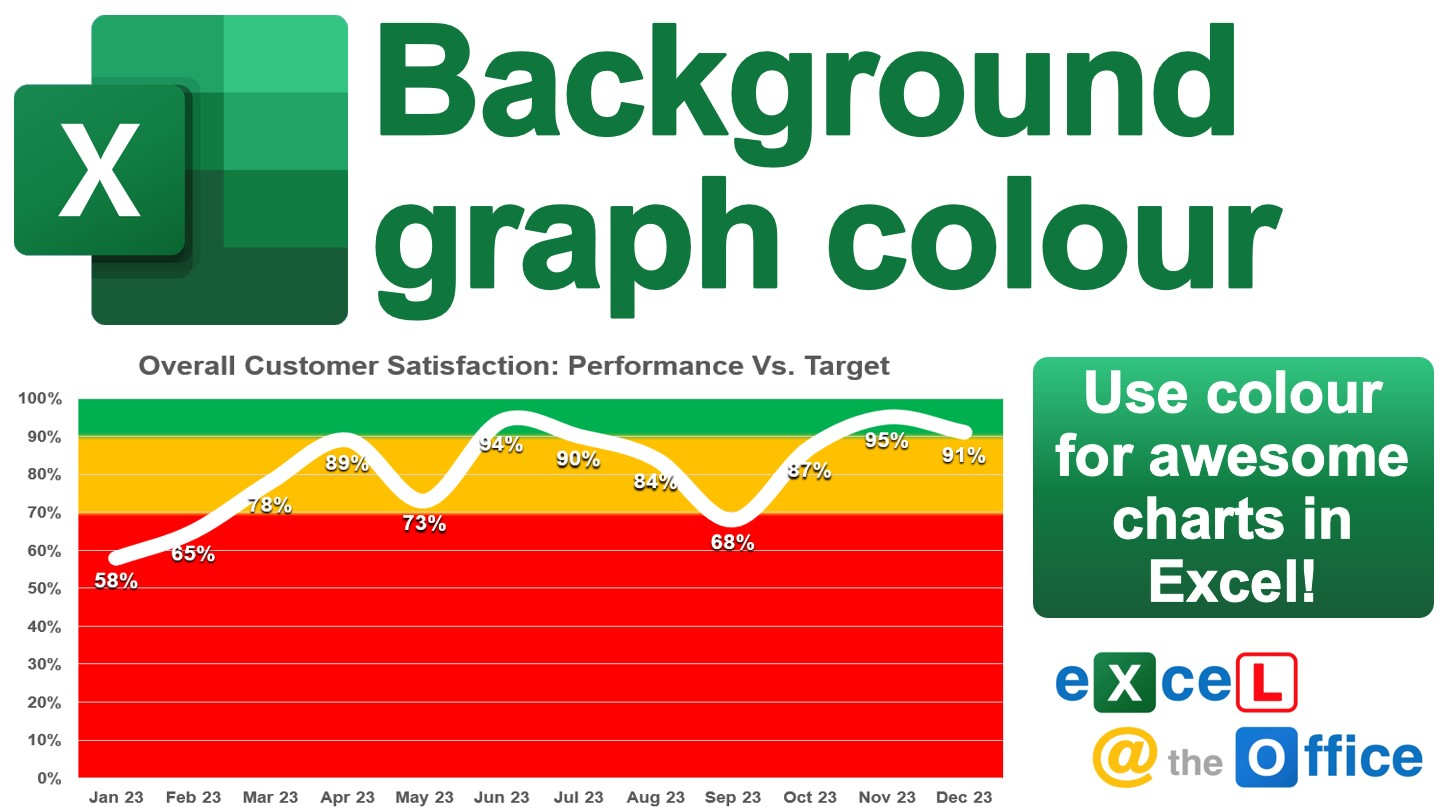 X
Background
graph colour
Overall Customer Satisfaction: Performance Vs. Target
100%
90%
80%
70%
60%
50%
40%
30%
20%
10%
0%
58%
65%
78%
89%
73%
94%
90%
84%
68%
87%
95%
91%
Jan 23 Feb 23 Mar 23 Apr 23 May 23 Jun 23 Jul 23 Aug 23 Sep 23 Oct 23 Nov 23 Dec 23
Use colour
for awesome
charts in
Excel!
eXceL
@ the Office